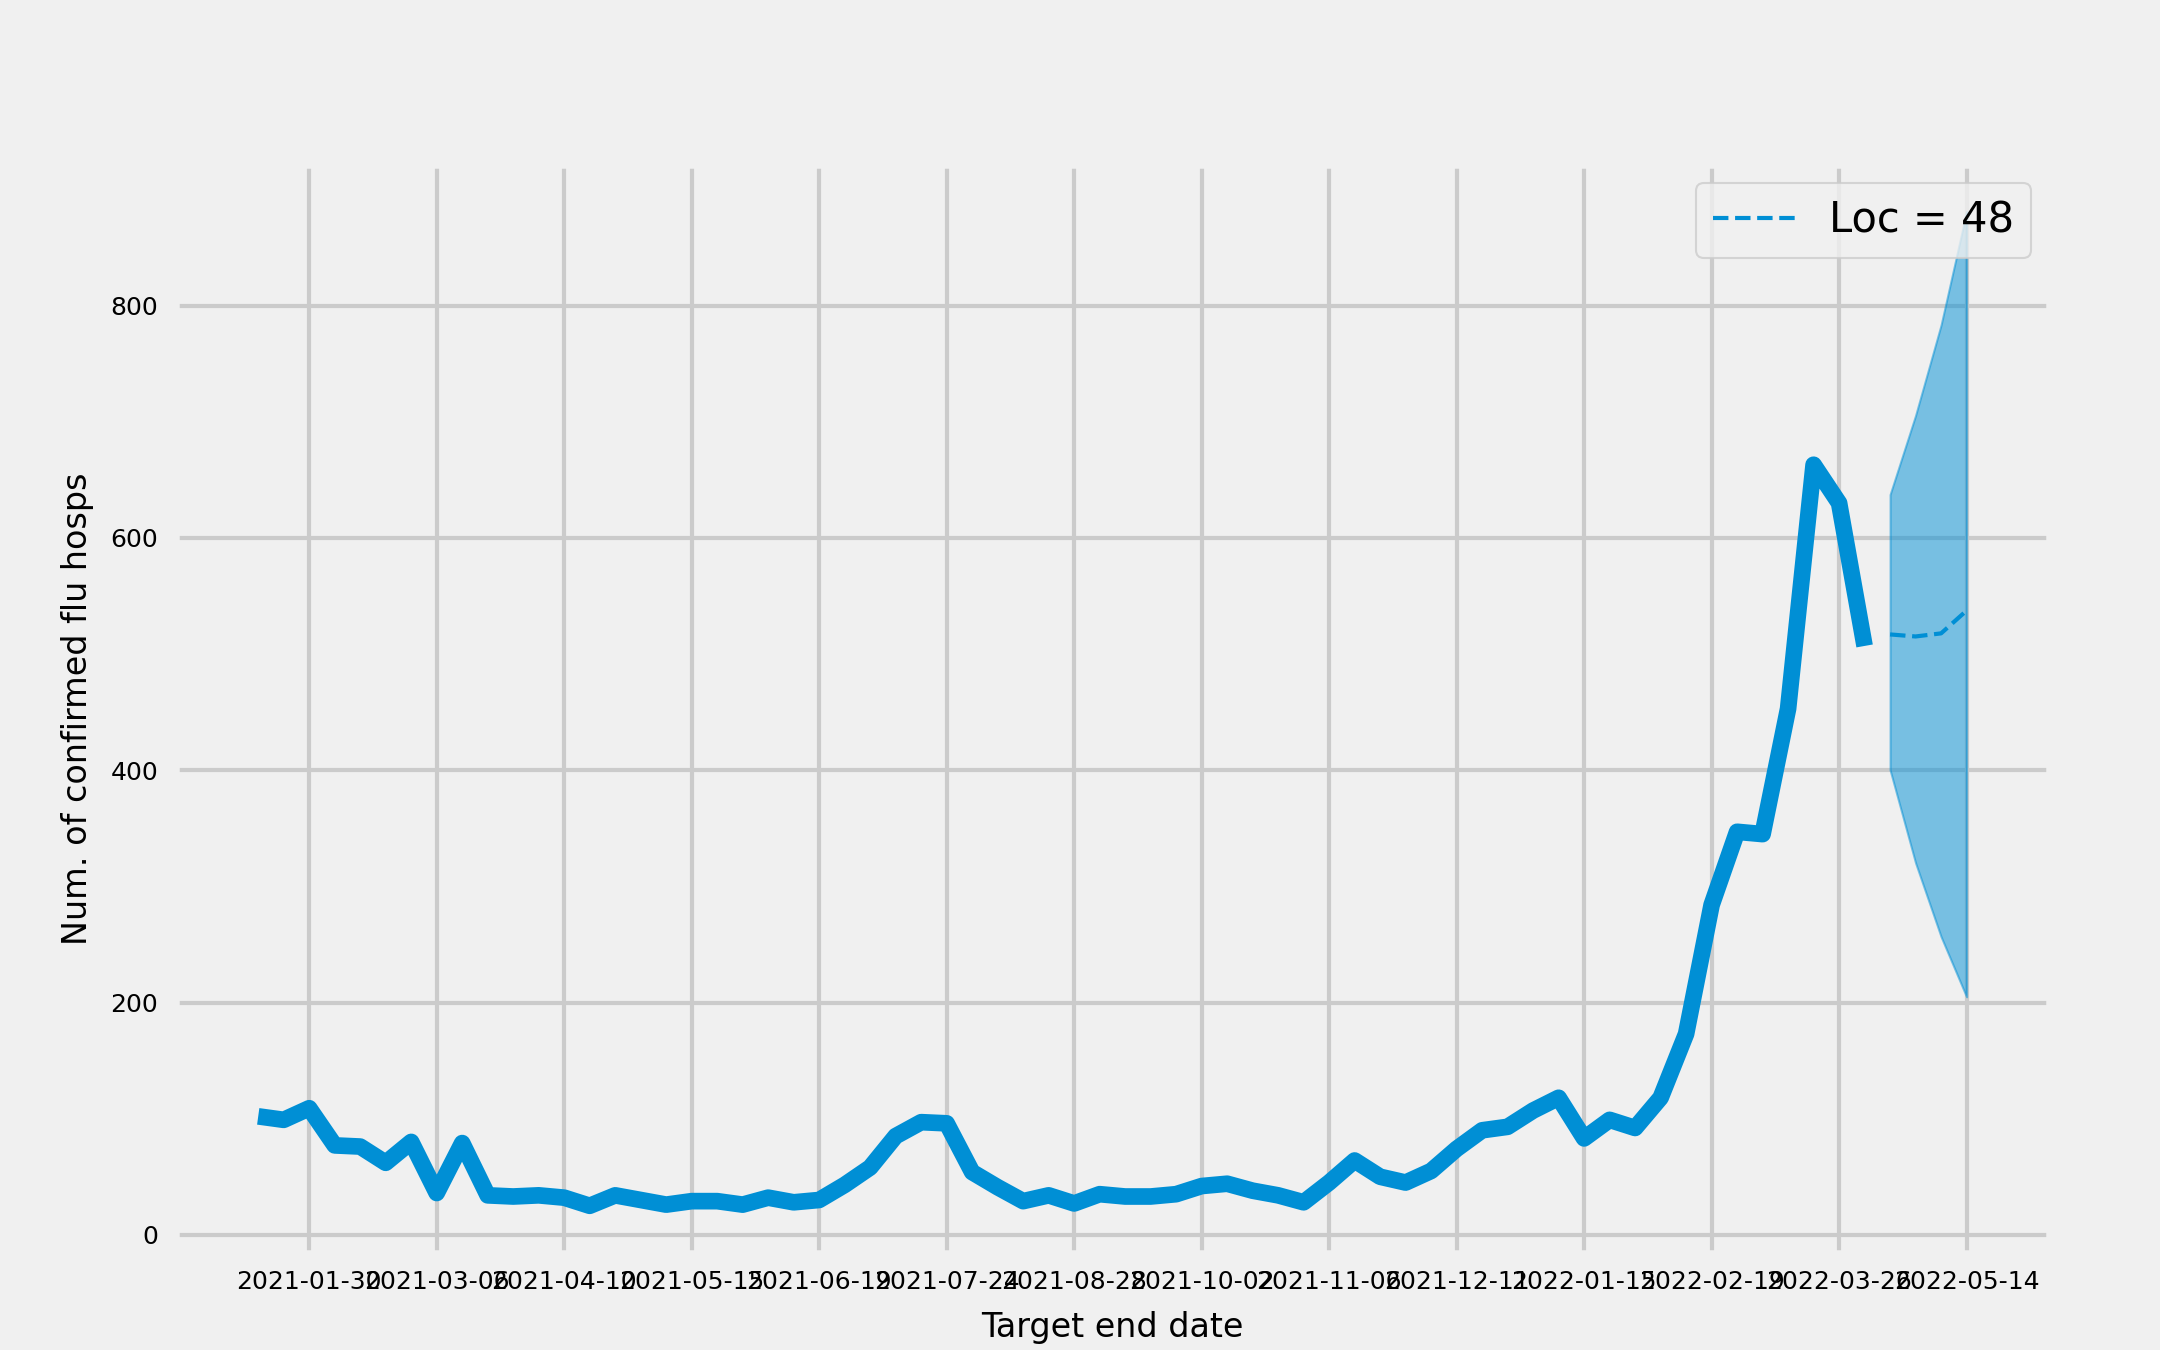 Loc = 48
Num. of confirmed flu hosps
800
600
400
200
0
2021-01-30 2021-03-06 2021-04-10 2021-05-15 2021-06-19 2021-07-24 2021-08-28 2021-10-02 2021-11-06 2021-12-11 2022-01-15 2022-02-19 2022-03-26 2022-05-14
Target end date